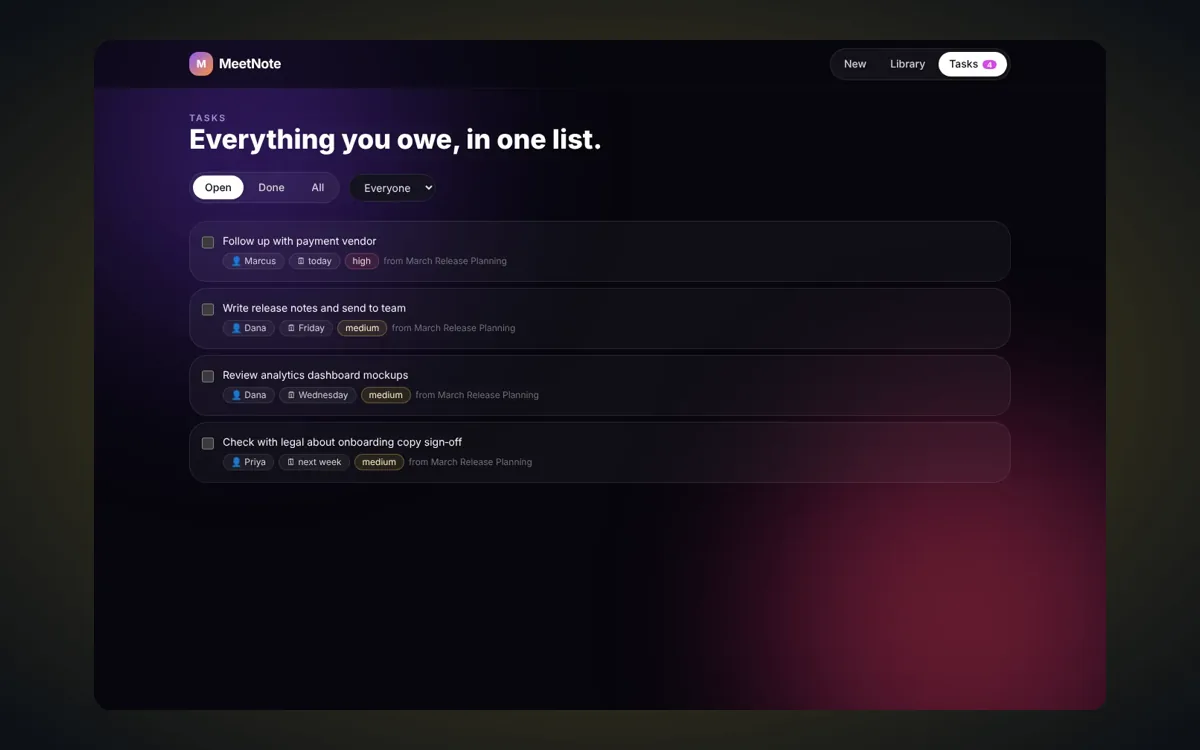 M MeetNote
New Library Tasks 4
TASKS
Everything you owe, in one list.
Open Done All Everyone
Follow up with payment vendor
Marcus today high from March Release Planning
Write release notes and send to team
Dana Friday medium from March Release Planning
Review analytics dashboard mockups
Dana Wednesday medium from March Release Planning
Check with legal about onboarding copy sign-off
Priya next week medium from March Release Planning